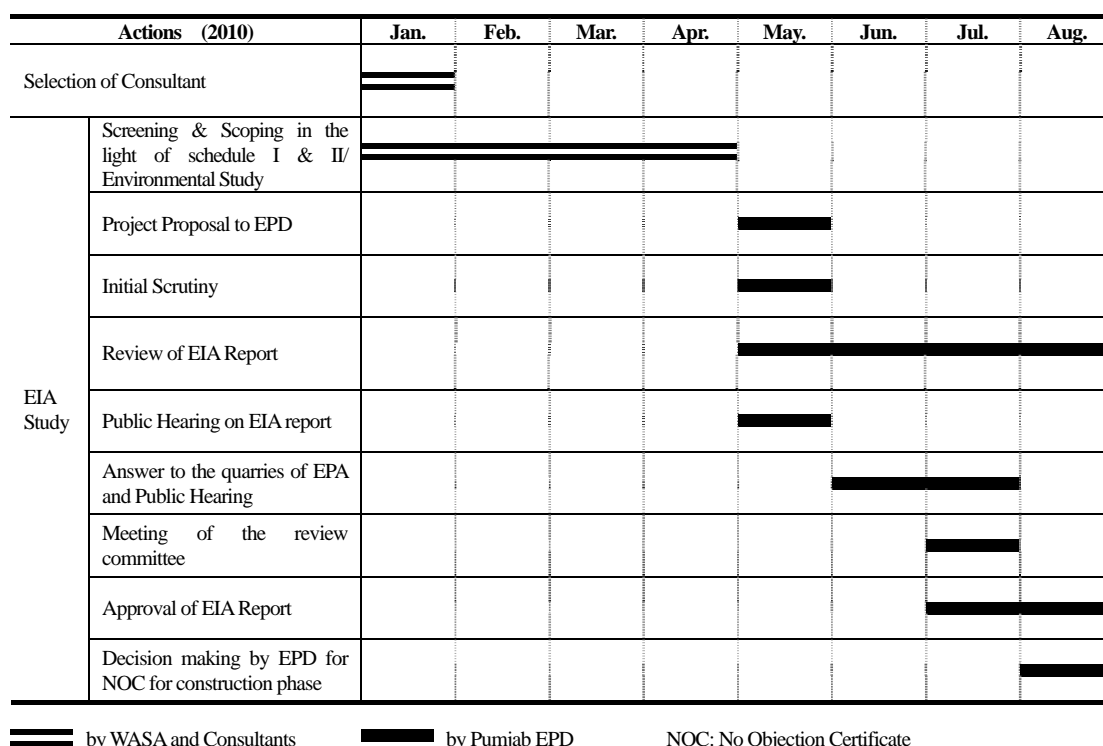 Actions (2010) Jan. Feb. Mar. Apr. May. Jun. Jul. Aug.
Selection of Consultant
EIA
Study
Screening & Scoping in the
light of schedule I & II/
Environmental Study
Project Proposal to EPD
Initial Scrutiny
Review of EIA Report
Public Hearing on EIA report
Answer to the quarries of EPA
and Public Hearing
Meeting of the review
committee
Approval of EIA Report
Decision making by EPD for
NOC for construction phase
by WASA and Consultants by Pumjab EPD NOC: No Objection Certificate